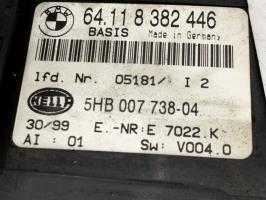 BMW
64.11 8 382 446
BASIS Made in Germany
lfd. Nr. 05181/ I 2
HELLA 5HB 007 738-04
30/99 E.-NR: E 7022.K
AI : 01 SW: V004.0